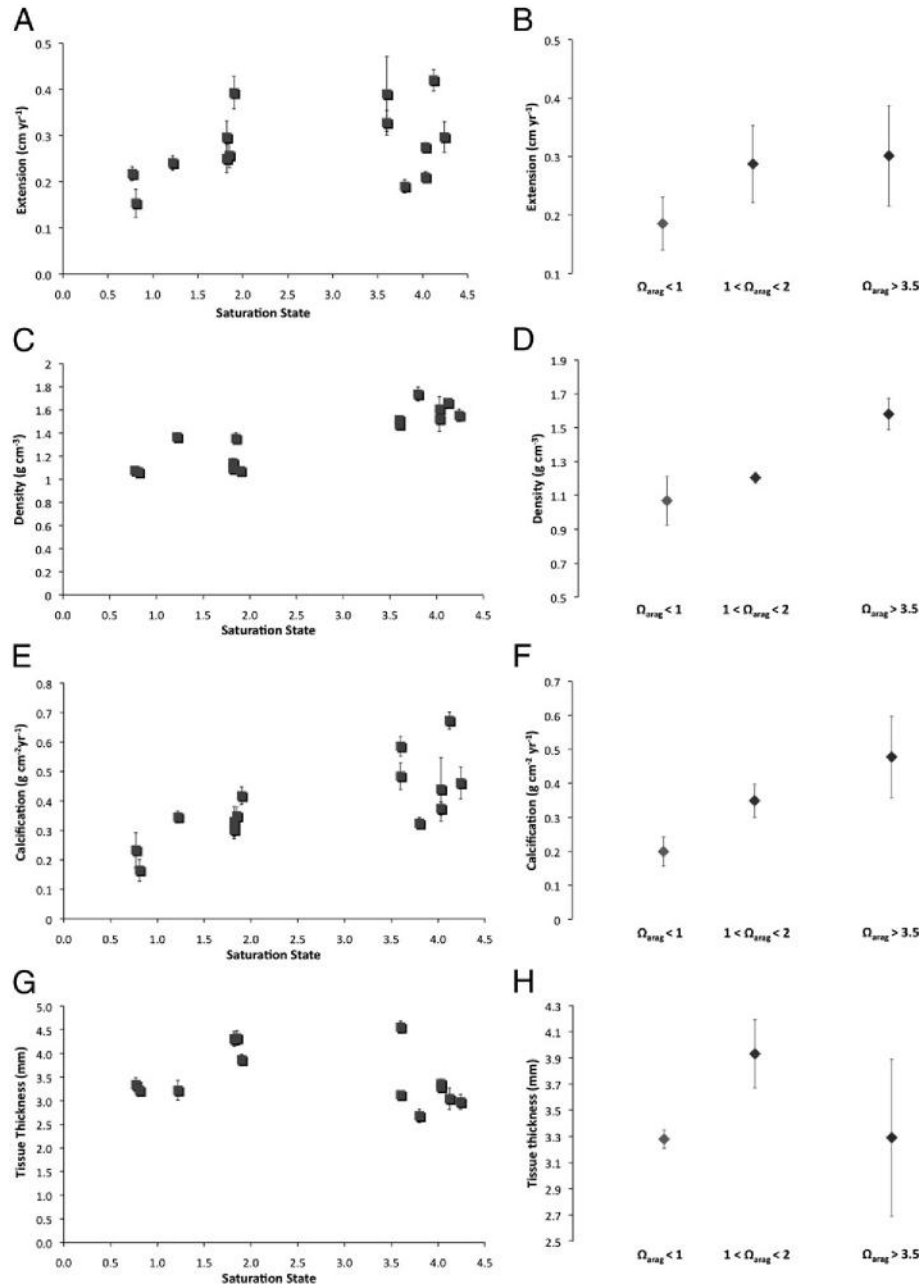 A
Extension (cm yr⁻¹)
0.5
0.4
0.3
0.2
0.1
0.0
0.0 0.5 1.0 1.5 2.0 2.5 3.0 3.5 4.0 4.5
Saturation State
B
Extension (cm yr⁻¹)
0.5
0.4
0.3
0.2
0.1
Ωarag < 1 1 < Ωarag < 2 Ωarag > 3.5
C
Density (g cm⁻³)
2
1.8
1.6
1.4
1.2
1
0.8
0.6
0.4
0.2
0
0.0 0.5 1.0 1.5 2.0 2.5 3.0 3.5 4.0 4.5
Saturation State
D
Density (g cm⁻³)
1.9
1.7
1.5
1.3
1.1
0.9
0.7
0.5
Ωarag < 1 1 < Ωarag < 2 Ωarag > 3.5
E
Calcification (g cm⁻² yr⁻¹)
0.8
0.7
0.6
0.5
0.4
0.3
0.2
0.1
0
0.0 0.5 1.0 1.5 2.0 2.5 3.0 3.5 4.0 4.5
Saturation State
F
Calcification (g cm⁻² yr⁻¹)
0.7
0.6
0.5
0.4
0.3
0.2
0.1
0
Ωarag < 1 1 < Ωarag < 2 Ωarag > 3.5
G
Tissue Thickness (mm)
5.0
4.5
4.0
3.5
3.0
2.5
2.0
1.5
1.0
0.5
0.0
0.0 0.5 1.0 1.5 2.0 2.5 3.0 3.5 4.0 4.5
Saturation State
H
Tissue thickness (mm)
4.3
4.1
3.9
3.7
3.5
3.3
3.1
2.9
2.7
2.5
Ωarag < 1 1 < Ωarag < 2 Ωarag > 3.5